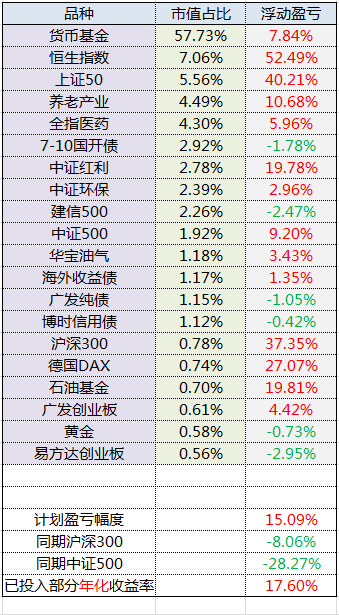 品种 市值占比 浮动盈亏
货币基金 57.73% 7.84%
恒生指数 7.06% 52.49%
上证50 5.56% 40.21%
养老产业 4.49% 10.68%
全指医药 4.30% 5.96%
7-10国开债 2.92% -1.78%
中证红利 2.78% 19.78%
中证环保 2.39% 2.96%
建信500 2.26% -2.47%
中证500 1.92% 9.20%
华宝油气 1.18% 3.43%
海外收益债 1.17% 1.35%
广发纯债 1.15% -1.05%
博时信用债 1.12% -0.42%
沪深300 0.78% 37.35%
德国DAX 0.74% 27.07%
石油基金 0.70% 19.81%
广发创业板 0.61% 4.42%
黄金 0.58% -0.73%
易方达创业板 0.56% -2.95%
计划盈亏幅度 15.09%
同期沪深300 -8.06%
同期中证500 -28.27%
已投入部分年化收益率 17.60%